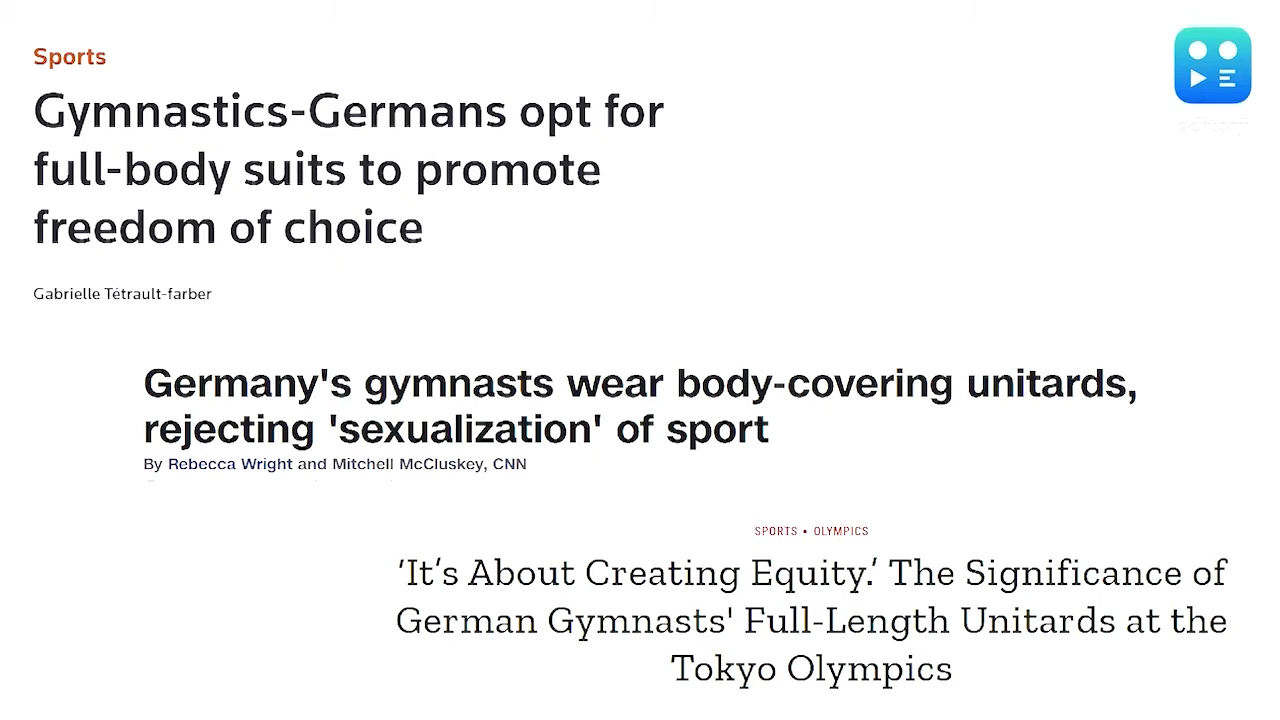 Sports
Gymnastics-Germans opt for
full-body suits to promote
freedom of choice
Gabrielle Tétrault-farber
Germany's gymnasts wear body-covering unitards,
rejecting 'sexualization' of sport
By Rebecca Wright and Mitchell McCluskey, CNN
SPORTS • OLYMPICS
'It's About Creating Equity.' The Significance of
German Gymnasts' Full-Length Unitards at the
Tokyo Olympics